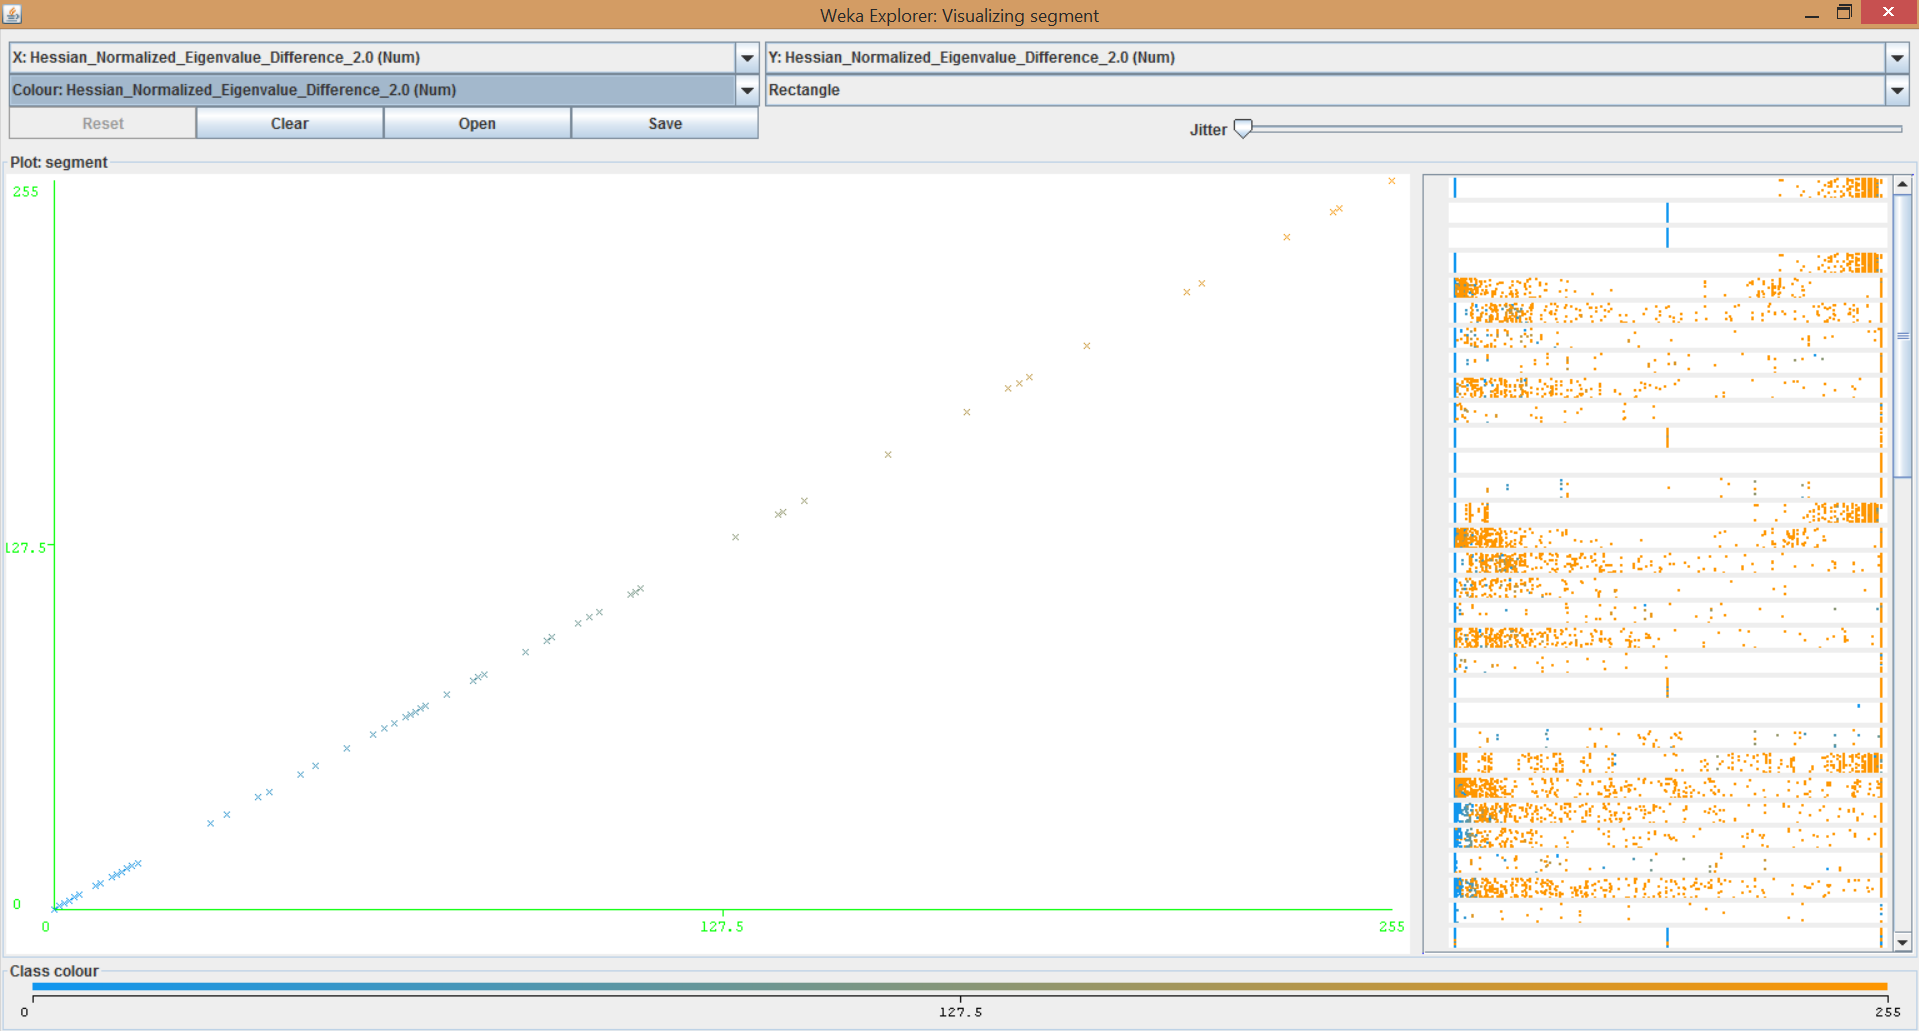 Weka Explorer: Visualizing segment
X: Hessian_Normalized_Eigenvalue_Difference_2.0 (Num)
Y: Hessian_Normalized_Eigenvalue_Difference_2.0 (Num)
Colour: Hessian_Normalized_Eigenvalue_Difference_2.0 (Num)
Rectangle
Reset
Clear
Open
Save
Jitter
Plot: segment
255
127.5
0
0
127.5
255
Class colour
0
127.5
255